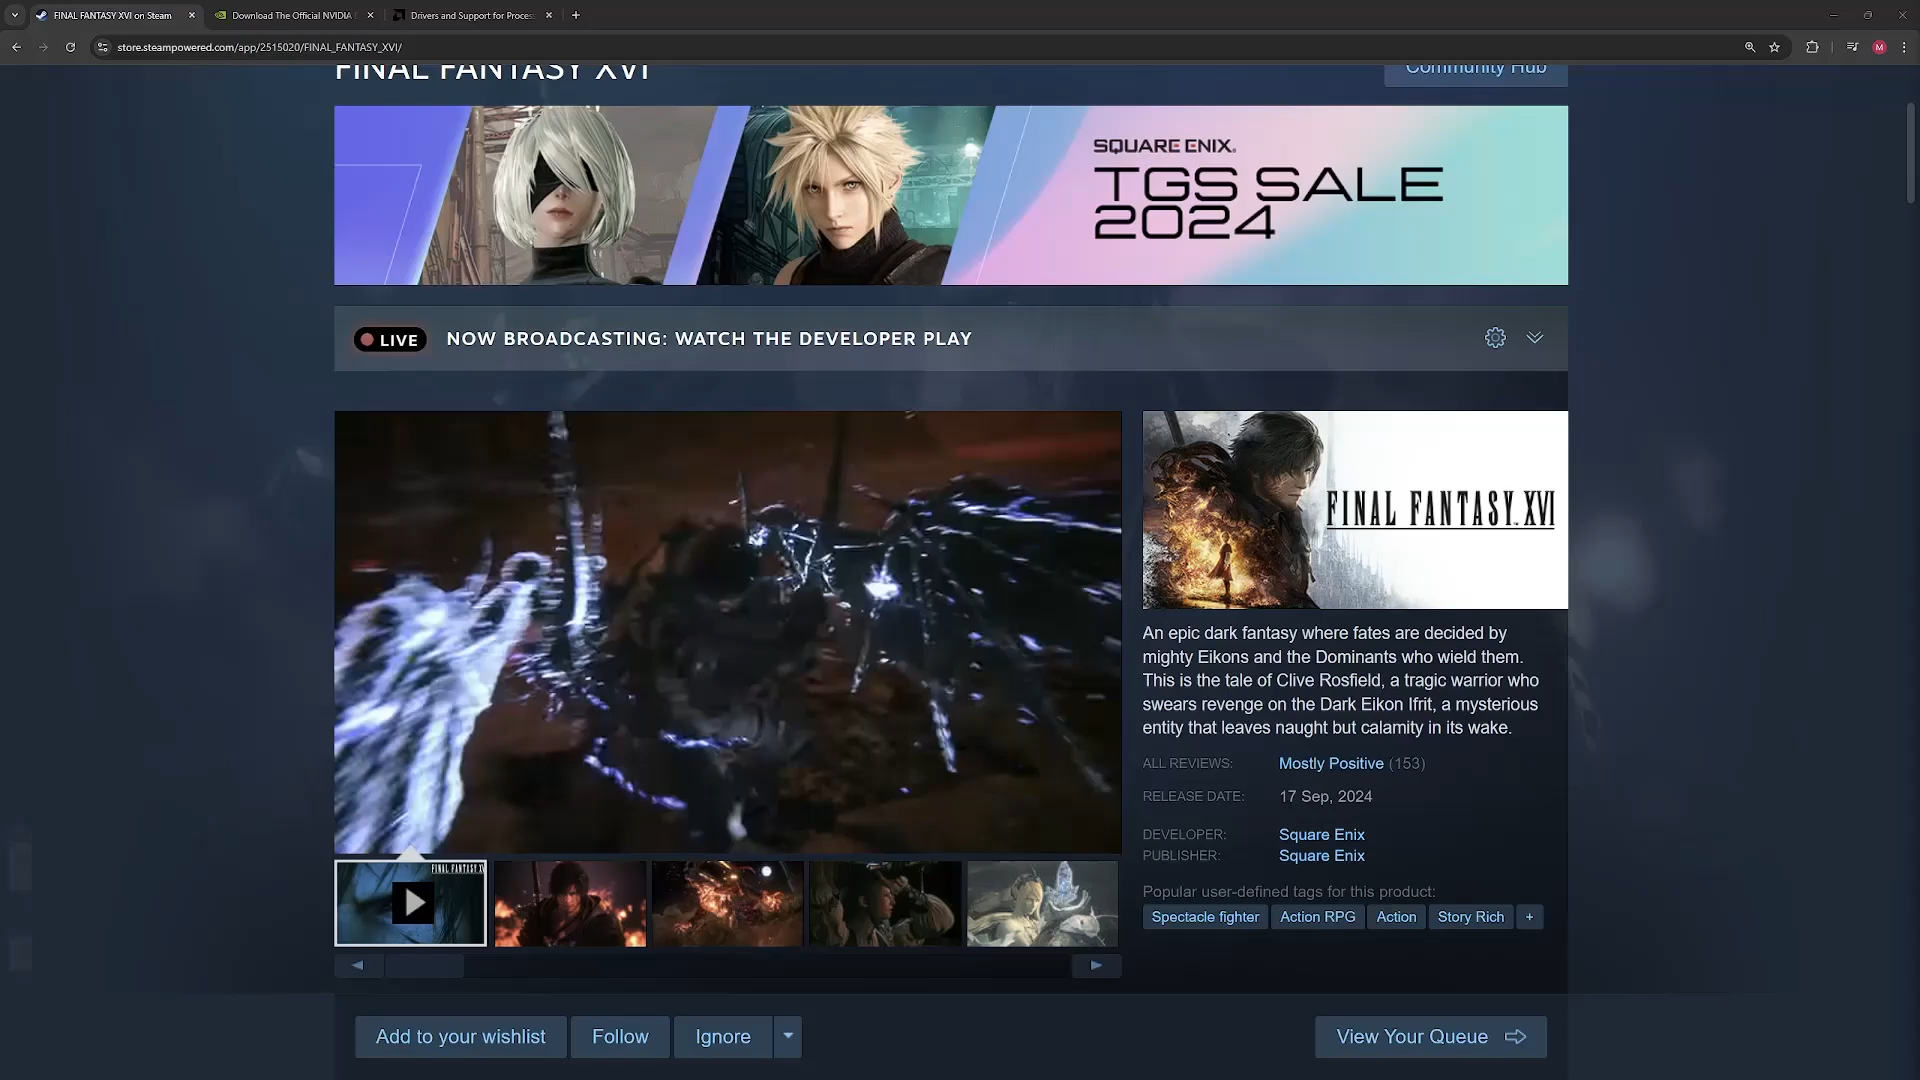 FINAL FANTASY XVI on Steam
Download The Official NVIDIA
Drivers and Support for Process
store.steampowered.com/app/2515020/FINAL_FANTASY_XVI/
M
FINAL FANTASY XVI
Community Hub
SQUARE ENIX.
TGS SALE
2024
LIVE
NOW BROADCASTING: WATCH THE DEVELOPER PLAY
FINAL FANTASY XVI
An epic dark fantasy where fates are decided by
mighty Eikons and the Dominants who wield them.
This is the tale of Clive Rosfield, a tragic warrior who
swears revenge on the Dark Eikon Ifrit, a mysterious
entity that leaves naught but calamity in its wake.
ALL REVIEWS: Mostly Positive (153)
RELEASE DATE: 17 Sep, 2024
DEVELOPER: Square Enix
PUBLISHER: Square Enix
Popular user-defined tags for this product:
Spectacle fighter Action RPG Action Story Rich +
FINAL FANTASY XV
Add to your wishlist Follow Ignore View Your Queue